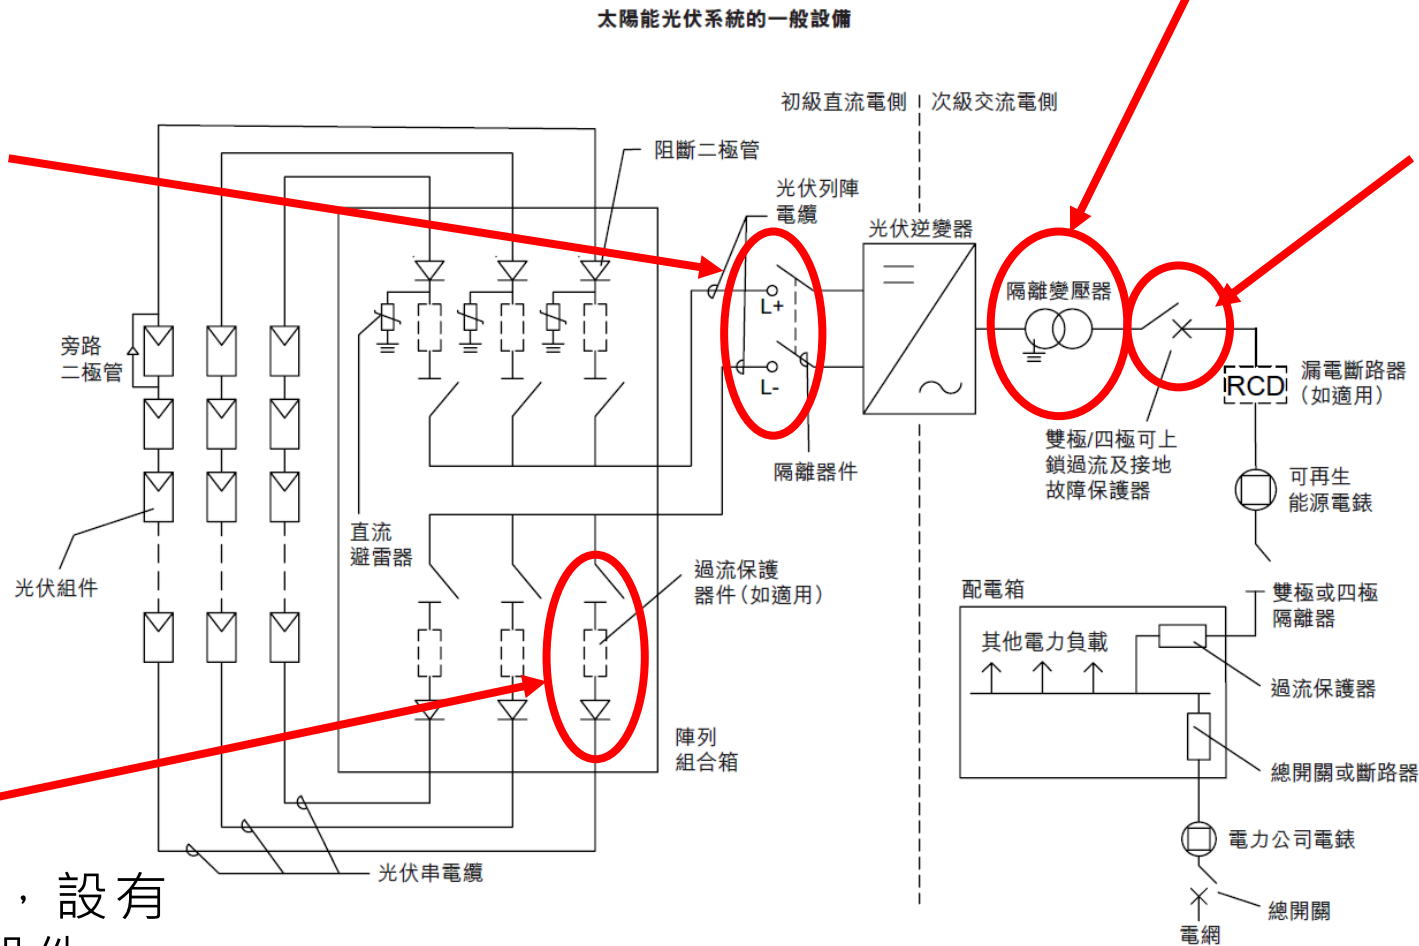 太陽能光伏系統的一般設備
初級直流電側
次級交流電側
阻斷二極管
光伏列陣
電纜
光伏逆變器
隔離變壓器
L+
L-
旁路
二極管
RCD
漏電斷路器
（如適用）
雙極/四極可上
鎖過流及接地
故障保護器
隔離器件
可再生
能源電錶
直流
避雷器
光伏組件
過流保護
器件（如適用）
配電箱
雙極或四極
隔離器
其他電力負載
過流保護器
陣列
組合箱
總開關或斷路器
電力公司電錶
光伏串電纜
，設有
總開關
電網